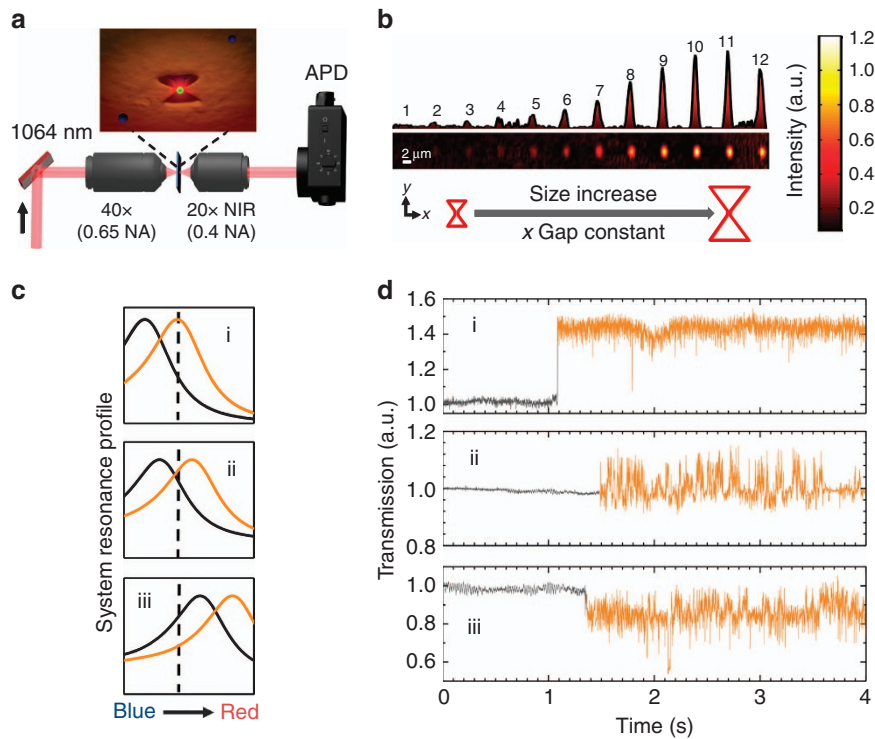 a
1064 nm
40×
(0.65 NA)
20× NIR
(0.4 NA)
APD
b
1 2 3 4 5 6 7 8 9 10 11 12
2 μm
y
x
Size increase
x Gap constant
Intensity (a.u.)
1.2
1.0
0.8
0.6
0.4
0.2
c
System resonance profile
i
ii
iii
Blue
Red
d
Transmission (a.u.)
1.6
1.4
1.2
1.0
i
1.2
1.0
0.8
ii
1.0
0.8
0.6
iii
0 1 2 3 4
Time (s)